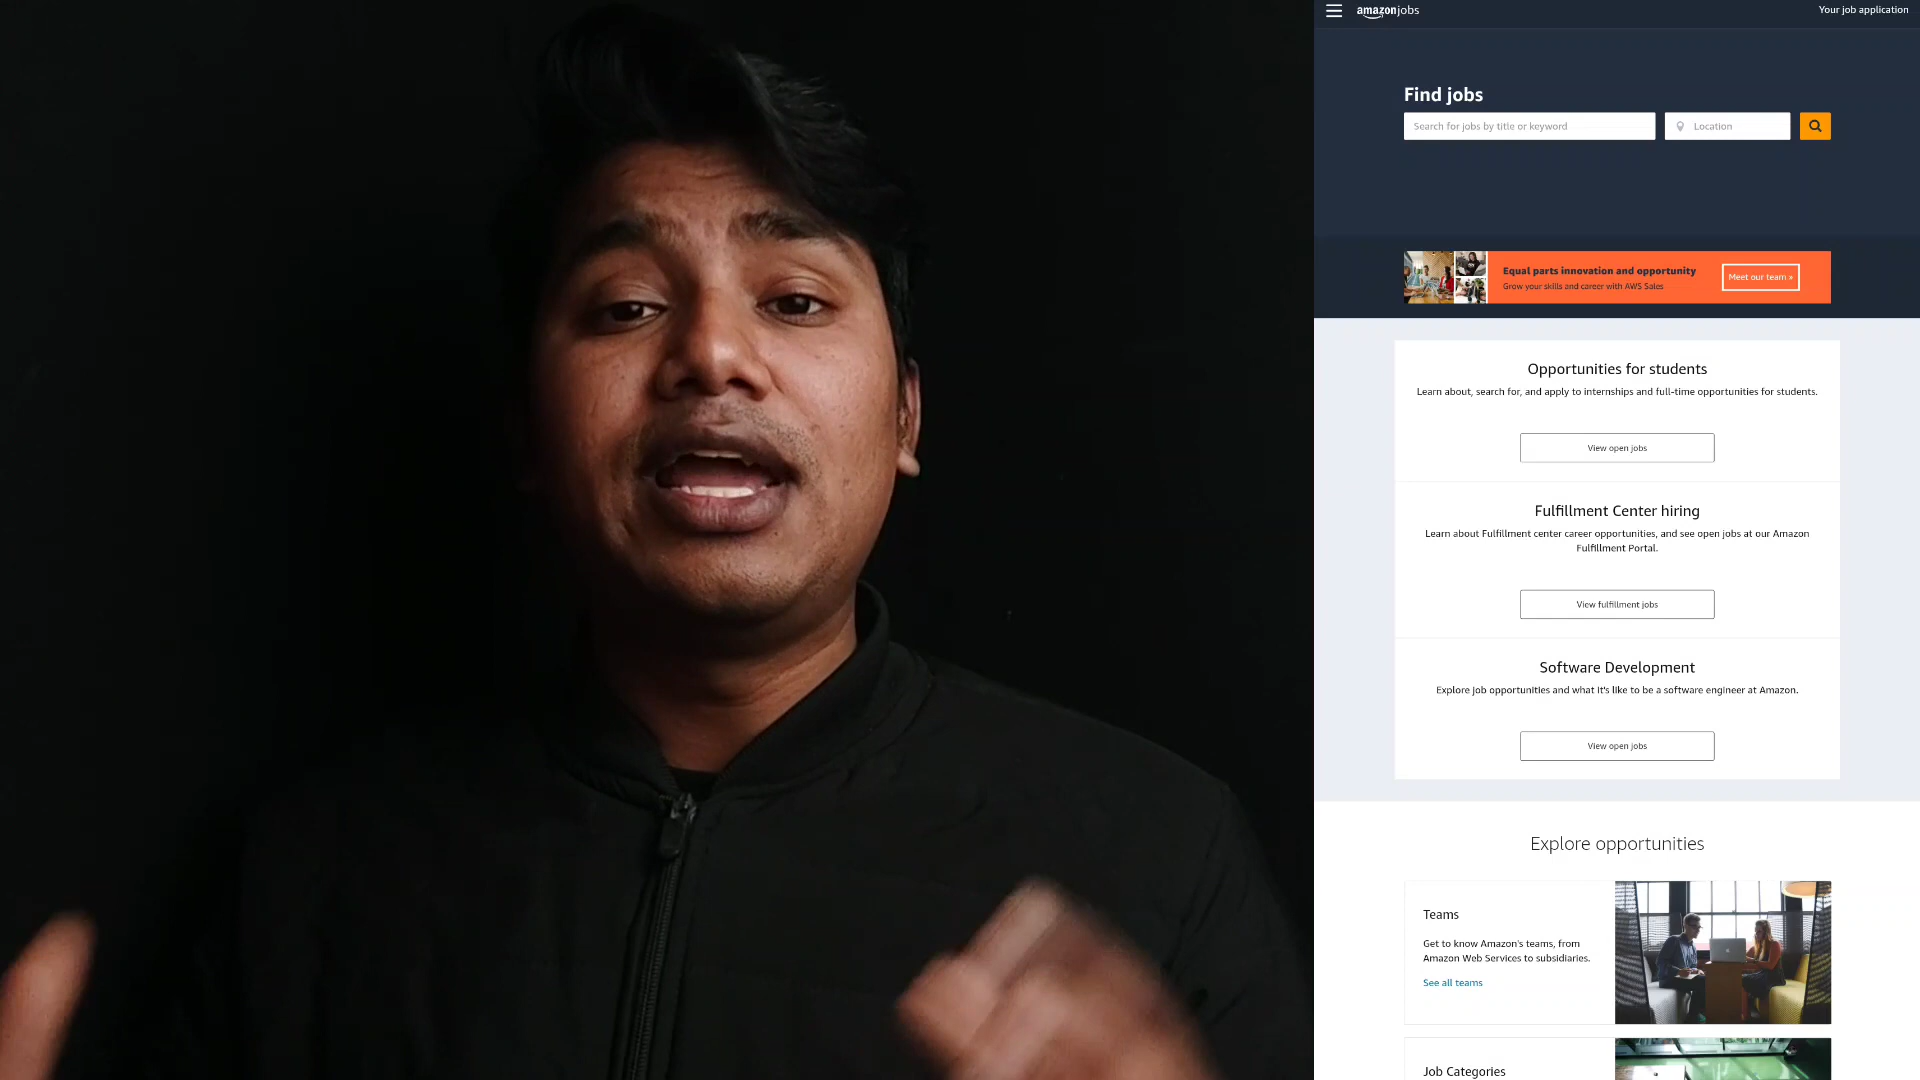 amazon jobs
Your job application
Find jobs
Search for jobs by title or keyword
Location
Equal parts innovation and opportunity
Grow your skills and career with AWS Sales
Meet our team »
Opportunities for students
Learn about, search for, and apply to internships and full-time opportunities for students.
View open jobs
Fulfillment Center hiring
Learn about Fulfillment center career opportunities, and see open jobs at our Amazon
Fulfillment Portal.
View fulfillment jobs
Software Development
Explore job opportunities and what it's like to be a software engineer at Amazon.
View open jobs
Explore opportunities
Teams
Get to know Amazon's teams, from
Amazon Web Services to subsidiaries.
See all teams
Job Categories